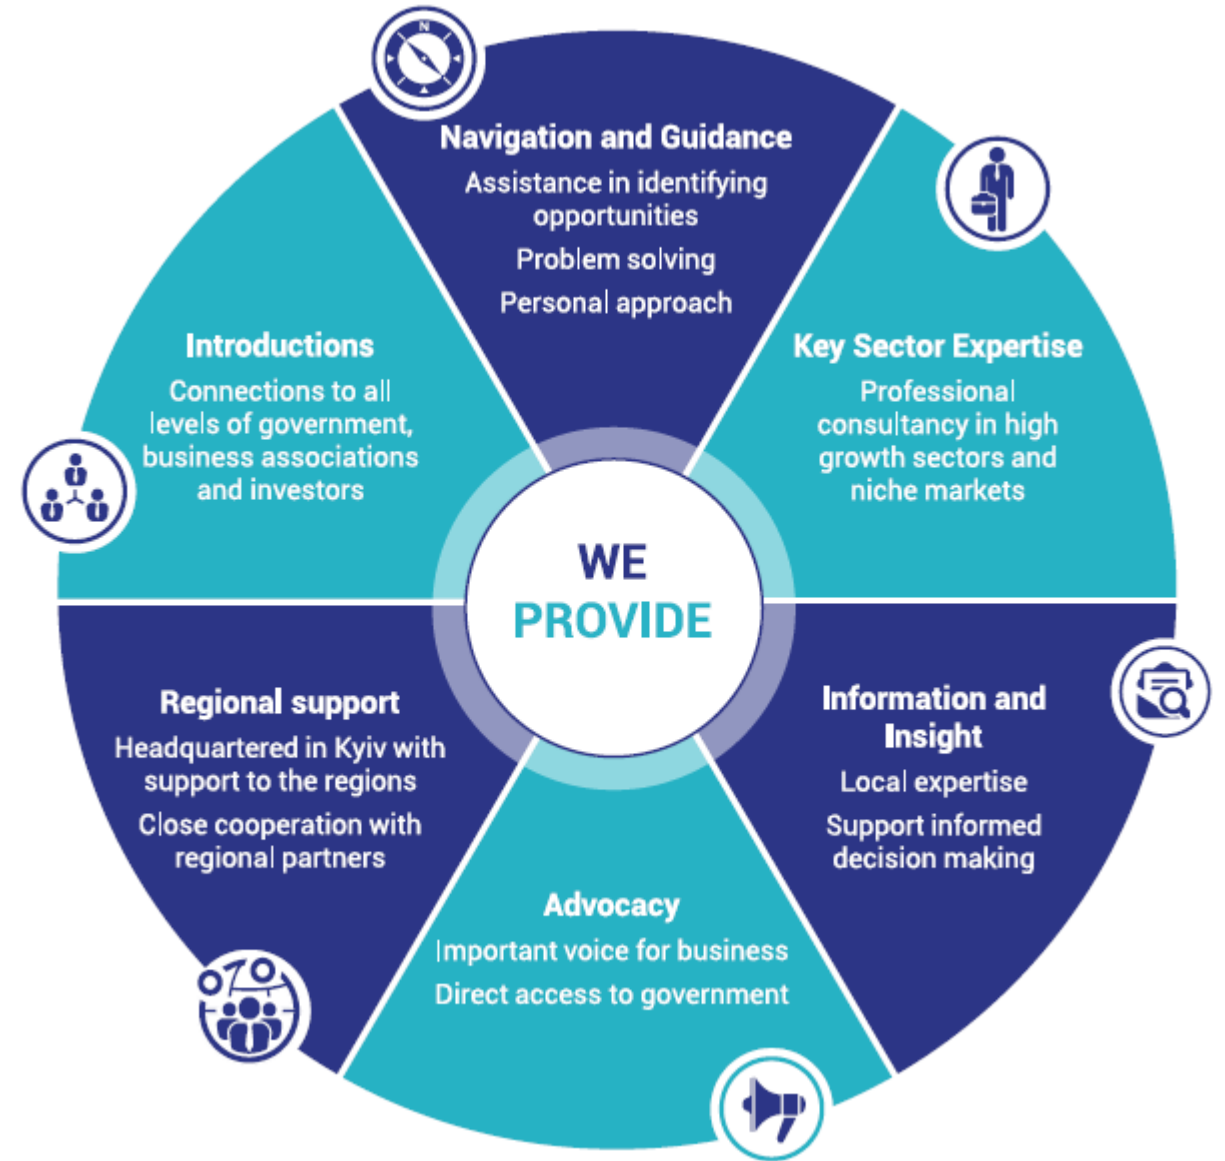 N
Navigation and Guidance
Assistance in identifying
opportunities
Problem solving
Personal approach
Key Sector Expertise
Professional
consultancy in high
growth sectors and
niche markets
Information and
Insight
Local expertise
Support informed
decision making
Advocacy
Important voice for business
Direct access to government
Regional support
Headquartered in Kyiv with
support to the regions
Close cooperation with
regional partners
Introductions
Connections to all
levels of government,
business associations
and investors
WE
PROVIDE